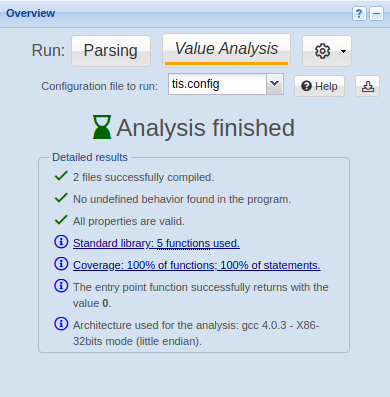 Overview
Run: Parsing Value Analysis
Configuration file to run: tis.config Help
Analysis finished
Detailed results
2 files successfully compiled.
No undefined behavior found in the program.
All properties are valid.
Standard library: 5 functions used.
Coverage: 100% of functions; 100% of statements.
The entry point function successfully returns with the
value 0.
Architecture used for the analysis: gcc 4.0.3 - X86-
32bits mode (little endian).